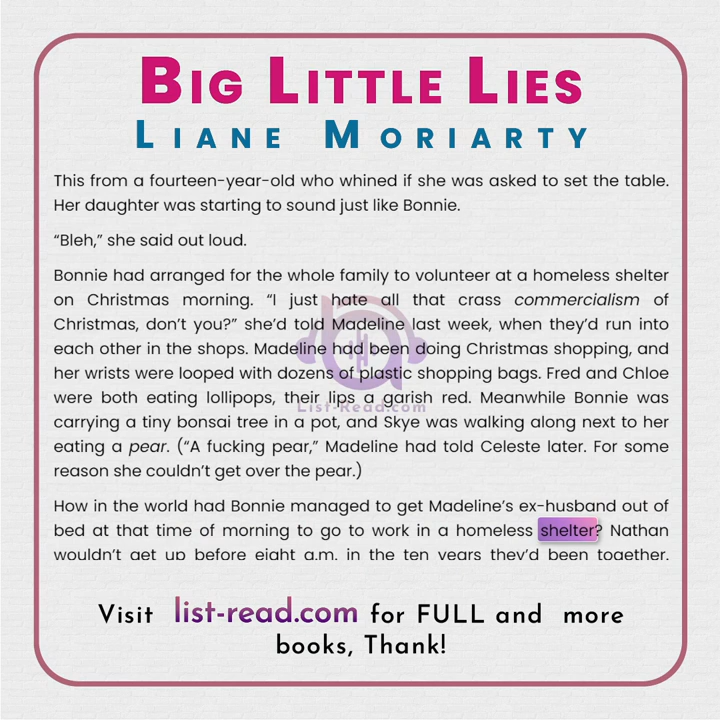 BIG LITTLE LIES
LIANE MORIARTY
This from a fourteen-year-old who whined if she was asked to set the table.
Her daughter was starting to sound just like Bonnie.
“Bleh,” she said out loud.
Bonnie had arranged for the whole family to volunteer at a homeless shelter
on Christmas morning. “I just hate all that crass commercialism of
Christmas, don’t you?” she’d told Madeline last week, when they’d run into
each other in the shops. Madeline had been doing Christmas shopping, and
her wrists were looped with dozens of plastic shopping bags. Fred and Chloe
were both eating lollipops, their lips a garish red. Meanwhile Bonnie was
List-Read.com
carrying a tiny bonsai tree in a pot, and Skye was walking along next to her
eating a pear. (“A fucking pear,” Madeline had told Celeste later. For some
reason she couldn’t get over the pear.)
How in the world had Bonnie managed to get Madeline’s ex-husband out of
bed at that time of morning to go to work in a homeless shelter? Nathan
wouldn’t get up before eight a.m. in the ten years they’d been together.
Visit list-read.com for FULL and more
books, Thank!